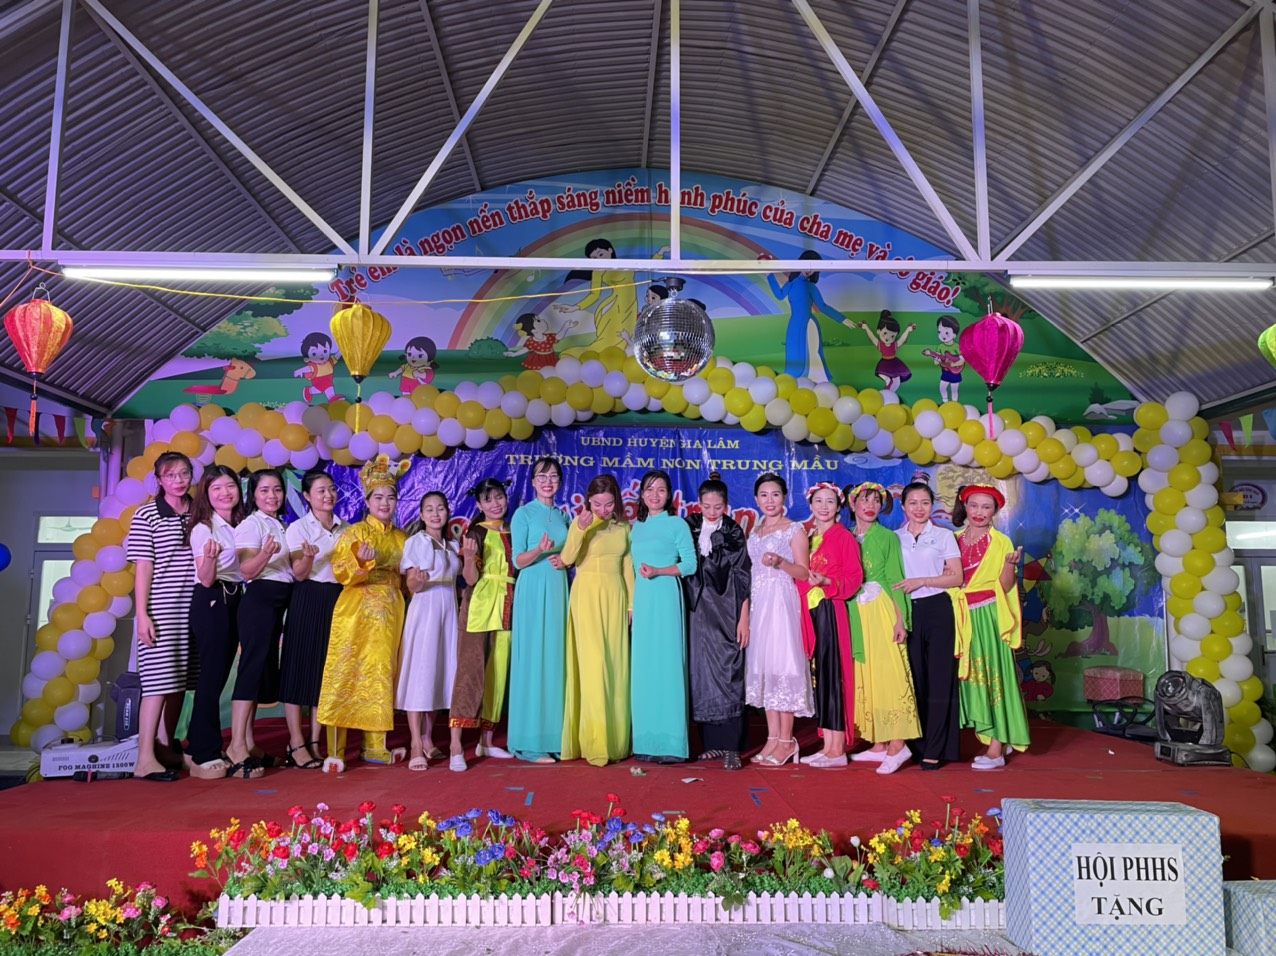 Trẻ em là ngọn nến thắp sáng niềm hạnh phúc của cha mẹ và cô giáo!
UBND HUYỆN GIA LÂM
TRƯỜNG MẦM NON TRUNG MẦU
FOG MACHINE 1500W
HỘI PHHS
TẶNG